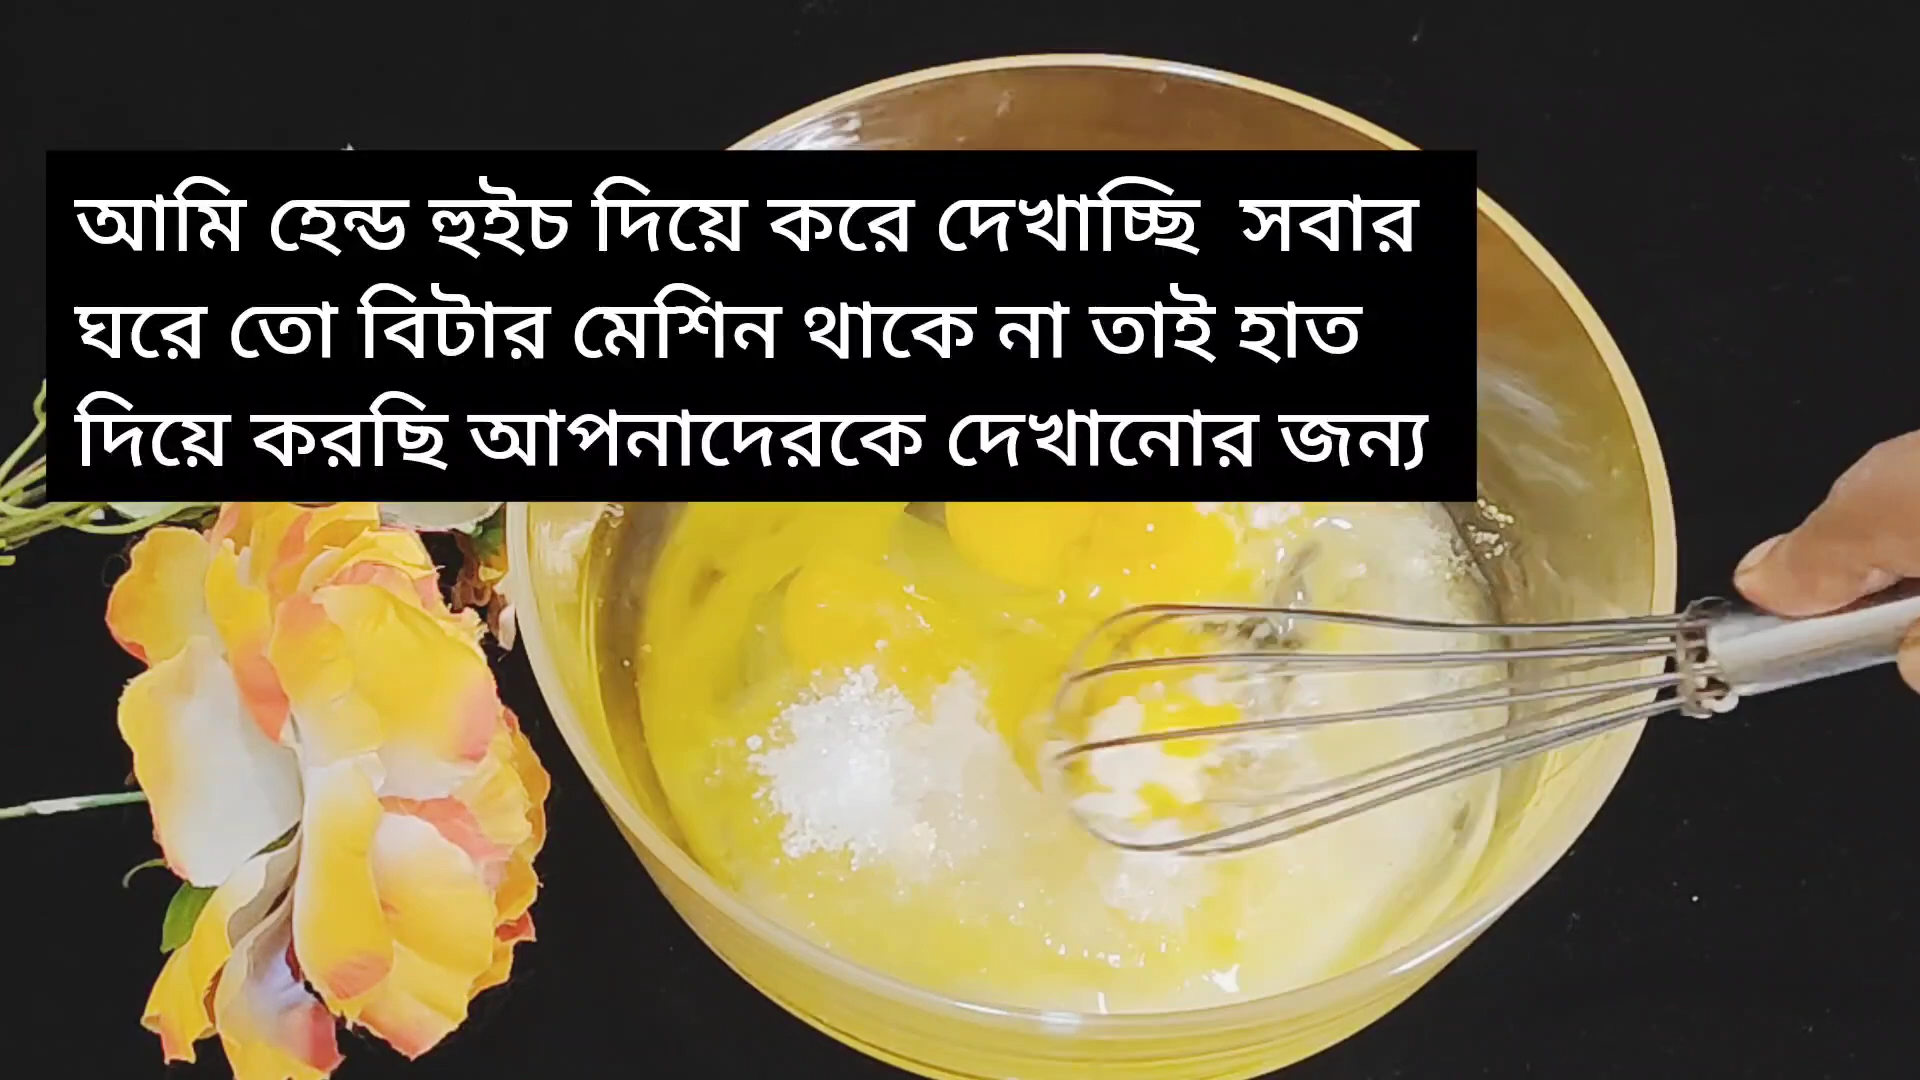 আমি হেন্ড হুইচ দিয়ে করে দেখাচ্ছি  সবার
ঘরে তো বিটার মেশিন থাকে না তাই হাত
দিয়ে করছি আপনাদেরকে দেখানোর জন্য